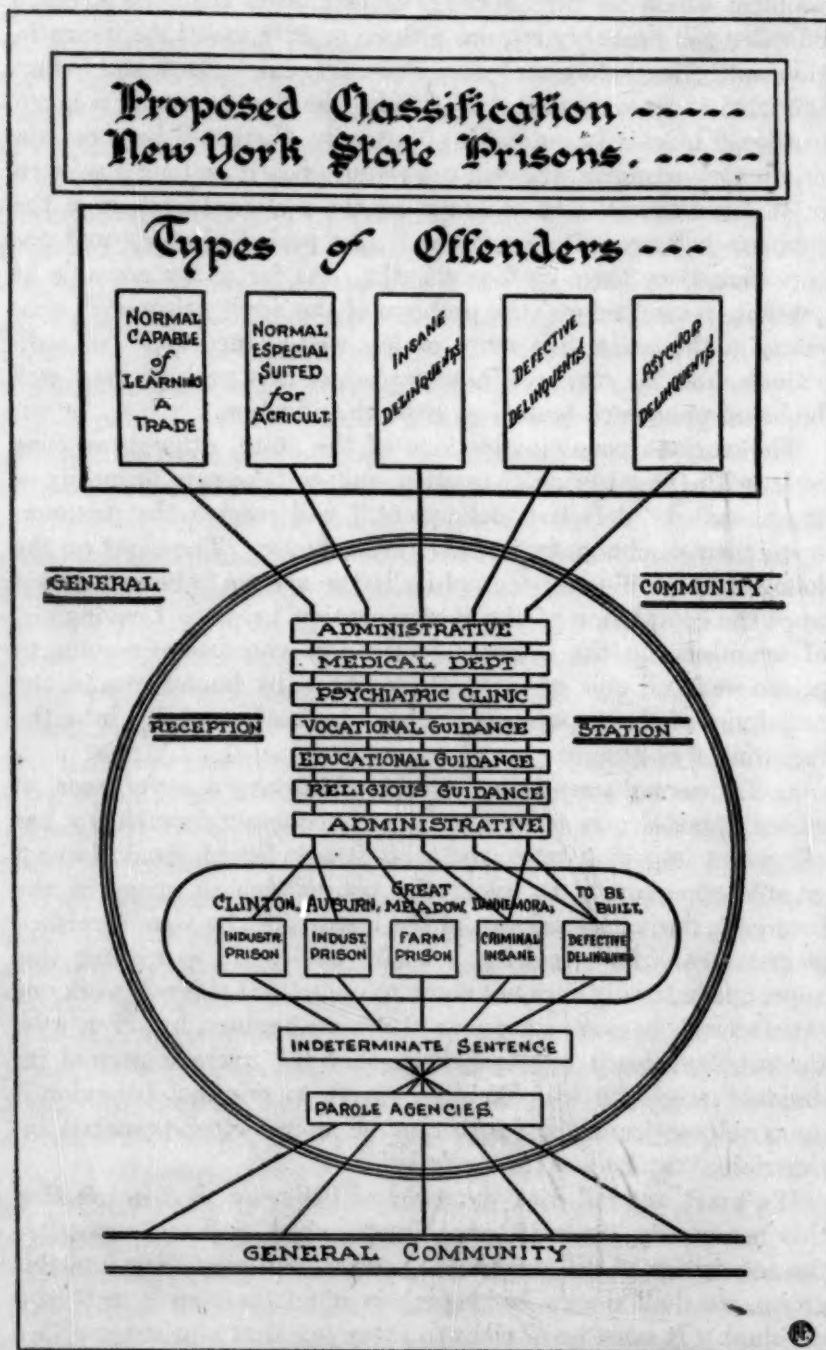 Proposed Classification -----
New York State Prisons. -----
Types of Offenders ---
NORMAL
CAPABLE
of
LEARNING
A
TRADE
NORMAL
ESPECIAL
SUITED
for
AGRICULT.
INSANE
DELINQUENTS
DEFECTIVE
DELINQUENTS
PSYCHOID
DELINQUENTS
GENERAL
COMMUNITY
ADMINISTRATIVE
MEDICAL DEPT
PSYCHIATRIC CLINIC
RECEPTION
VOCATIONAL GUIDANCE
STATION
EDUCATIONAL GUIDANCE
RELIGIOUS GUIDANCE
ADMINISTRATIVE
CLINTON, AUBURN, GREAT MEADOW, DANNEMORA, TO BE BUILT.
INDUSTR. PRISON
INDUST. PRISON
FARM PRISON
CRIMINAL INSANE
DEFECTIVE DELINQUENTS
INDETERMINATE SENTENCE
PAROLE AGENCIES
GENERAL COMMUNITY